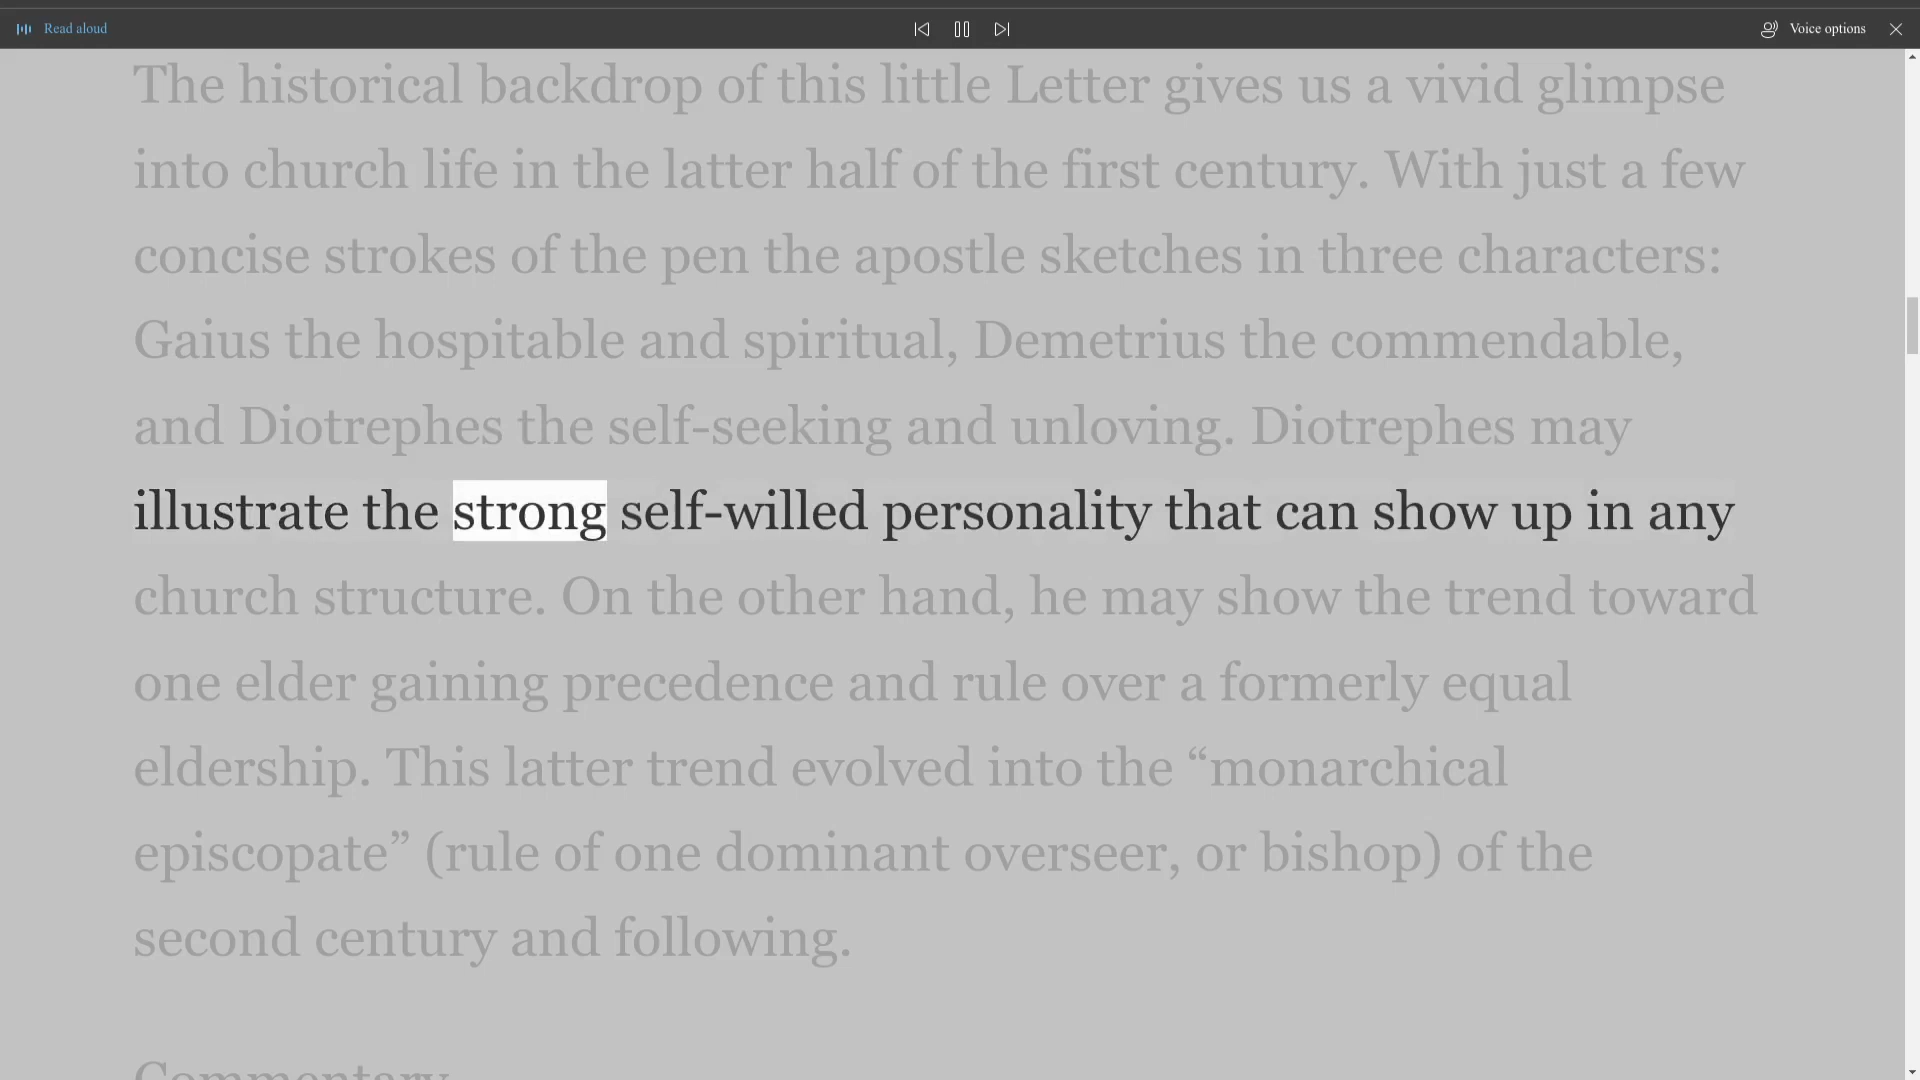 Read aloud
Voice options
The historical backdrop of this little Letter gives us a vivid glimpse
into church life in the latter half of the first century. With just a few
concise strokes of the pen the apostle sketches in three characters:
Gaius the hospitable and spiritual, Demetrius the commendable,
and Diotrephes the self-seeking and unloving. Diotrephes may
illustrate the strong self-willed personality that can show up in any
church structure. On the other hand, he may show the trend toward
one elder gaining precedence and rule over a formerly equal
eldership. This latter trend evolved into the “monarchical
episcopate” (rule of one dominant overseer, or bishop) of the
second century and following.
Commentary